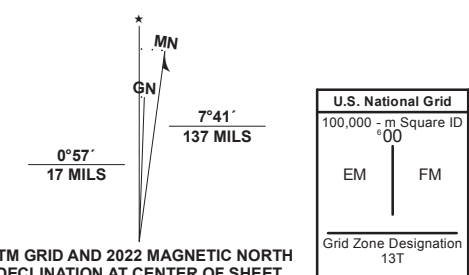 ★
MN
GN
7°41´
137 MILS
0°57´
17 MILS
TM GRID AND 2022 MAGNETIC NORTH
DECLINATION AT CENTER OF SHEET
U.S. National Grid
100,000 - m Square ID
⁶00
EM FM
Grid Zone Designation
13T